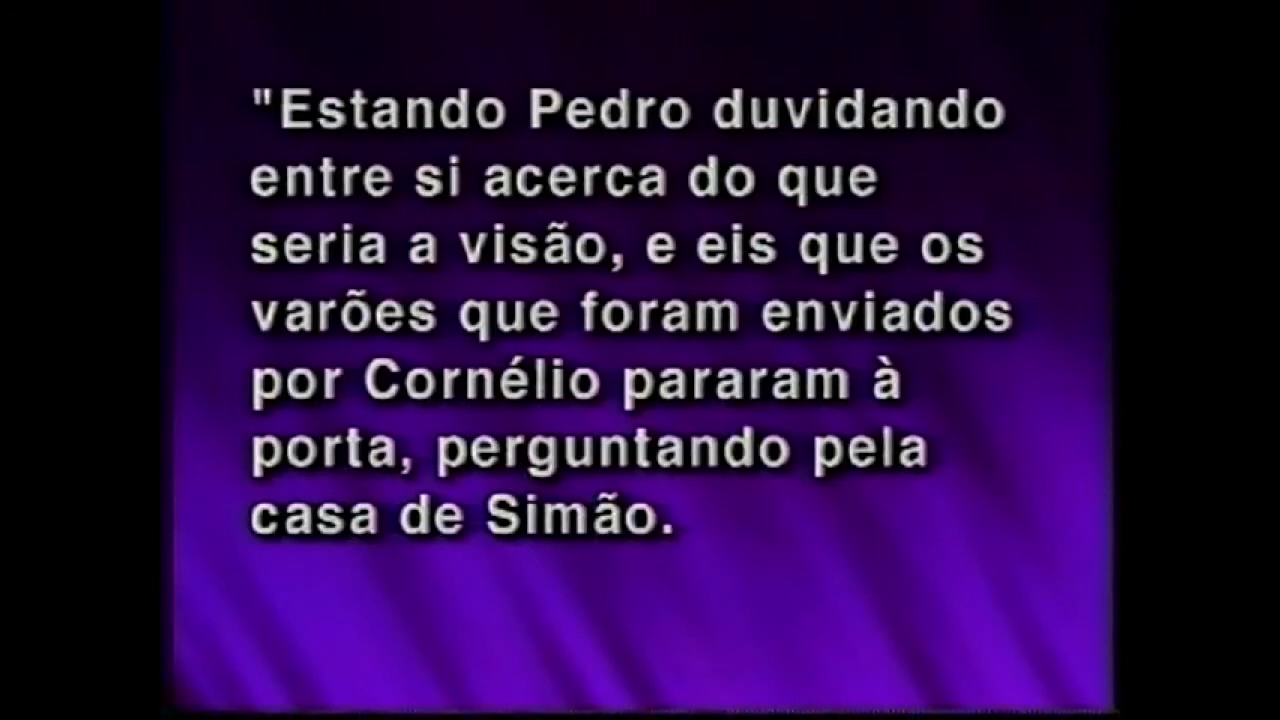 "Estando Pedro duvidando
entre si acerca do que
seria a visão, e eis que os
varões que foram enviados
por Cornélio pararam à
porta, perguntando pela
casa de Simão.